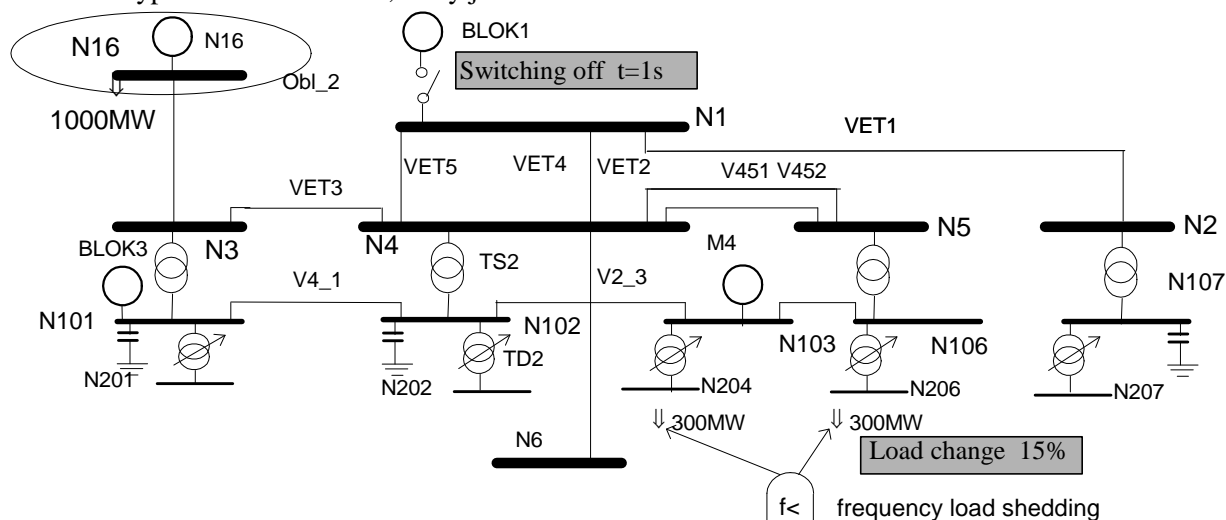 N16
N16
Obl_2
1000MW
BLOK1
Switching off t=1s
N1
VET1
VET5
VET4
VET2
V451 V452
VET3
N3
N4
N5
N2
BLOK3
TS2
M4
N107
V4_1
V2_3
N101
N102
N103
N106
TD2
N201
N202
N204
N206
N207
300MW
300MW
N6
Load change 15%
f<
frequency load shedding